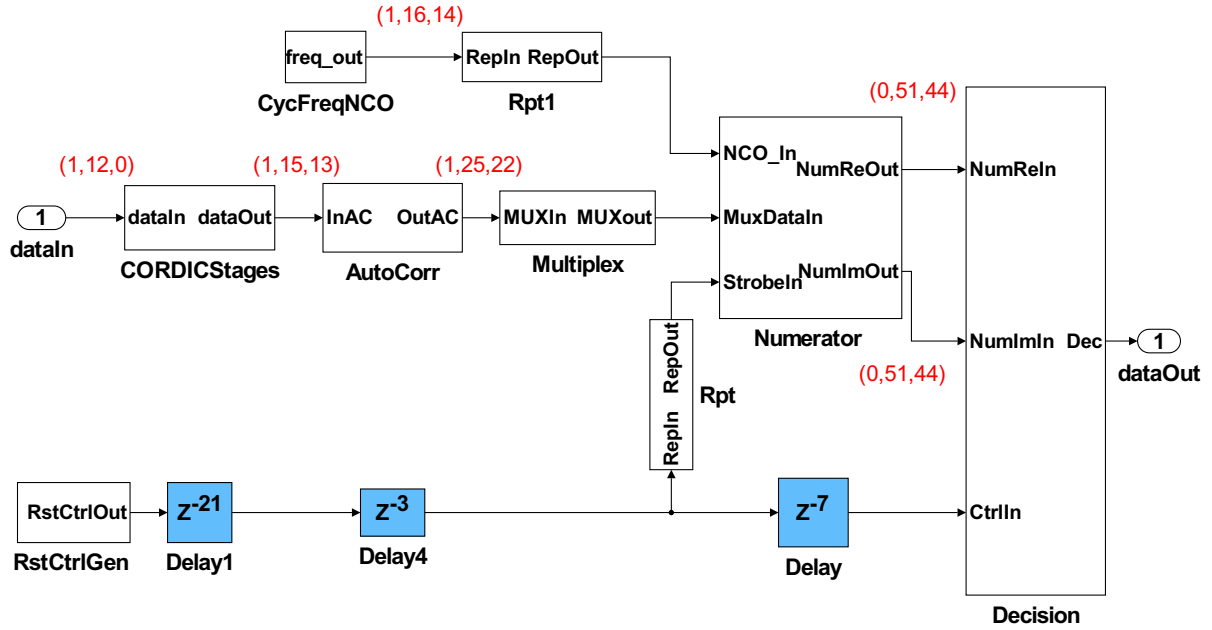 (1,16,14)
freq_out
RepIn RepOut
CycFreqNCO
Rpt1
(0,51,44)
(1,12,0)
(1,15,13)
(1,25,22)
NCO_In
NumReOut
NumReIn
1
dataIn dataOut
InAC OutAC
MUXIn MUXout
MuxDataIn
dataIn
CORDICStages
AutoCorr
Multiplex
StrobeIn
NumImOut
Numerator
NumImIn Dec
1
(0,51,44)
dataOut
RepIn RepOut
Rpt
RstCtrlOut
Z-21
Z-3
Z-7
CtrlIn
RstCtrlGen
Delay1
Delay4
Delay
Decision